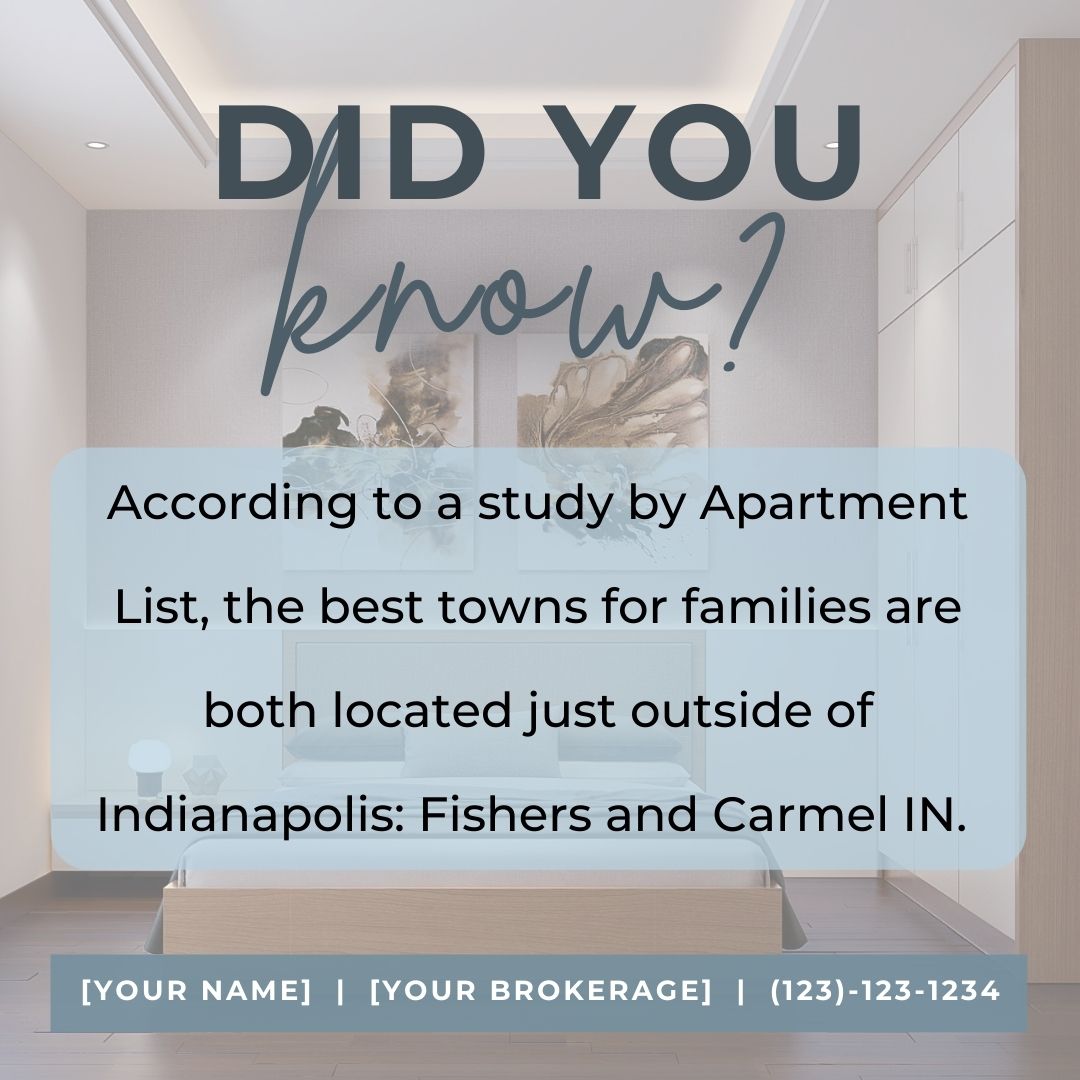 DID YOU
know?
According to a study by Apartment
List, the best towns for families are
both located just outside of
Indianapolis: Fishers and Carmel IN.
[YOUR NAME] | [YOUR BROKERAGE] | (123)-123-1234